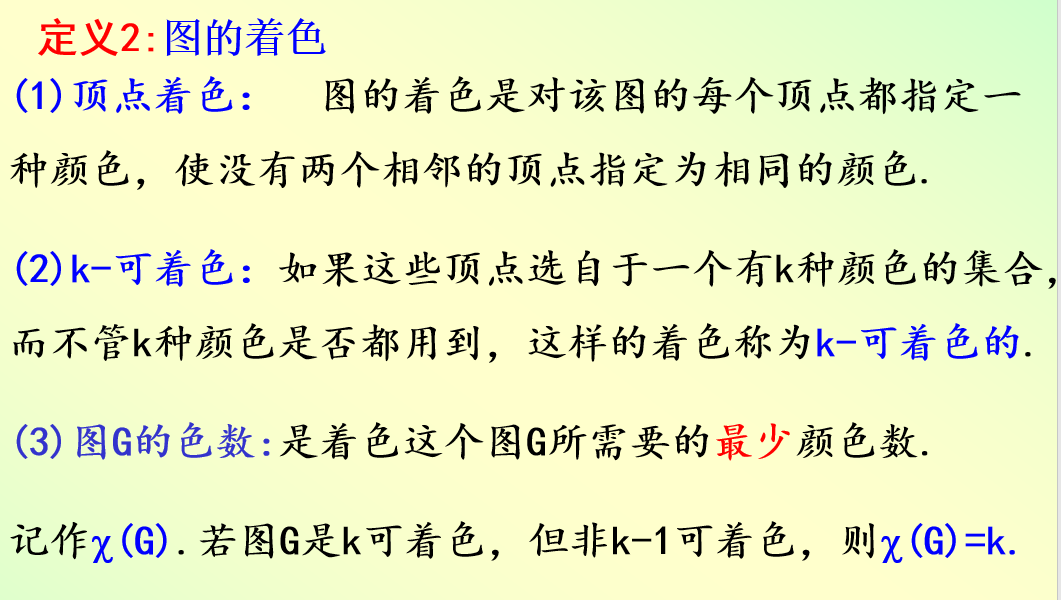 定义2:图的着色
(1)顶点着色： 图的着色是对该图的每个顶点都指定一
种颜色，使没有两个相邻的顶点指定为相同的颜色.
(2)k-可着色：如果这些顶点选自于一个有k种颜色的集合，
而不管k种颜色是否都用到，这样的着色称为k-可着色的.
(3)图G的色数:是着色这个图G所需要的最少颜色数.
记作χ(G).若图G是k可着色，但非k-1可着色，则χ(G)=k.